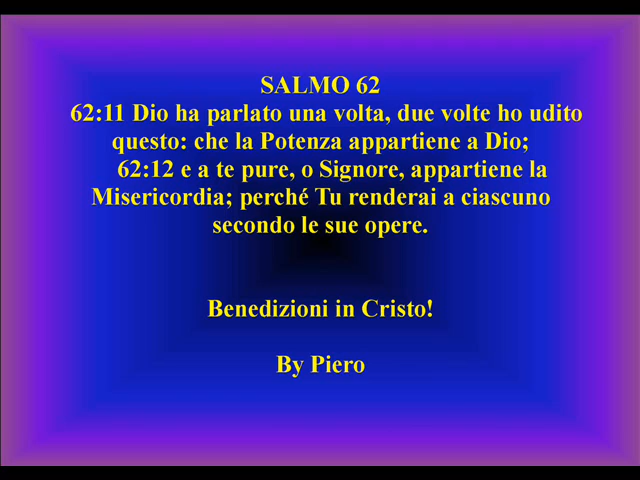 SALMO 62
62:11 Dio ha parlato una volta, due volte ho udito
questo: che la Potenza appartiene a Dio;
62:12 e a te pure, o Signore, appartiene la
Misericordia; perché Tu renderai a ciascuno
secondo le sue opere.
Benedizioni in Cristo!
By Piero